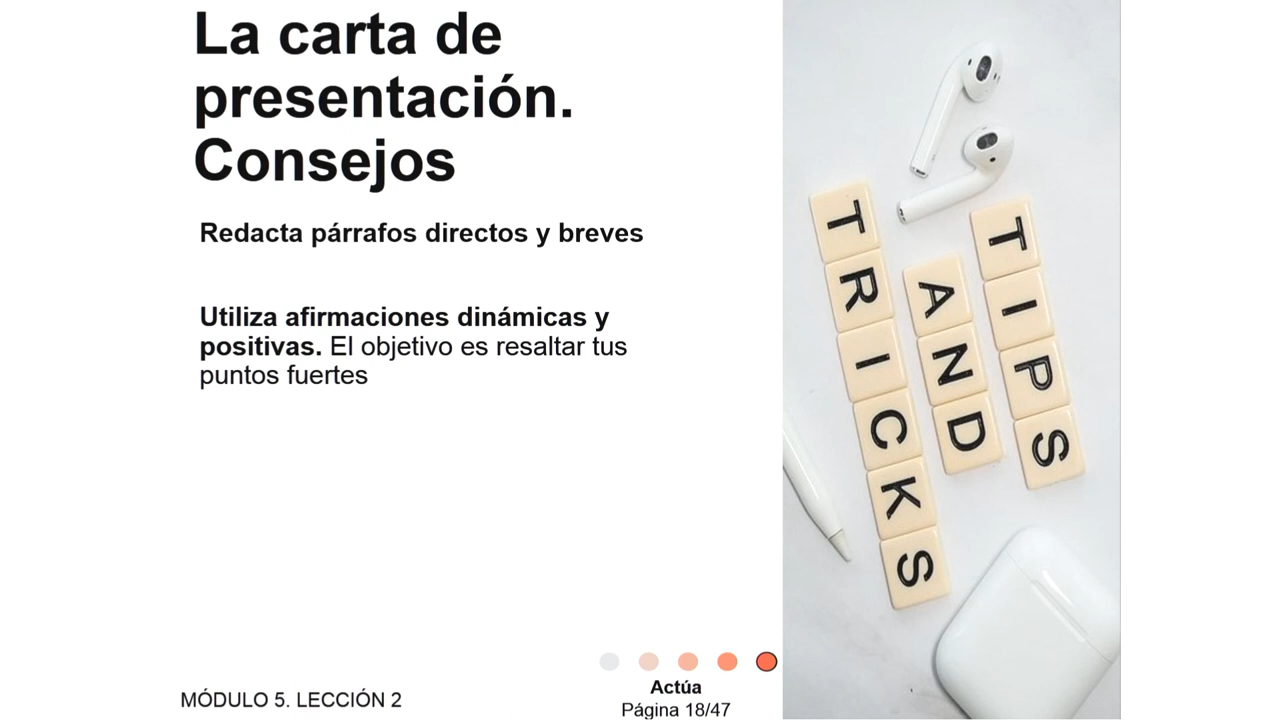 La carta de
presentación.
Consejos
Redacta párrafos directos y breves
Utiliza afirmaciones dinámicas y
positivas. El objetivo es resaltar tus
puntos fuertes
TIPS
AND
TRICKS
Actúa
Página 18/47
MÓDULO 5. LECCIÓN 2